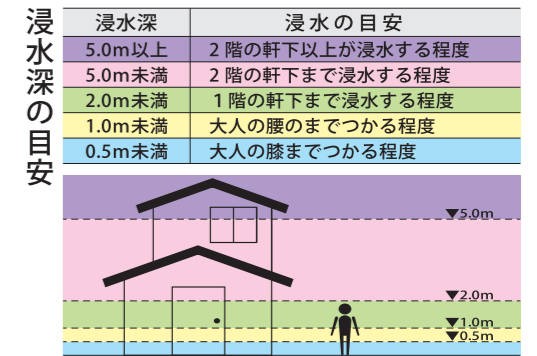 浸水深の目安
浸水深 浸水の目安
5.0m以上 2階の軒下以上が浸水する程度
5.0m未満 2階の軒下まで浸水する程度
2.0m未満 1階の軒下まで浸水する程度
1.0m未満 大人の腰のまでつかる程度
0.5m未満 大人の膝までつかる程度
▼5.0m
▼2.0m
▼1.0m
▼0.5m